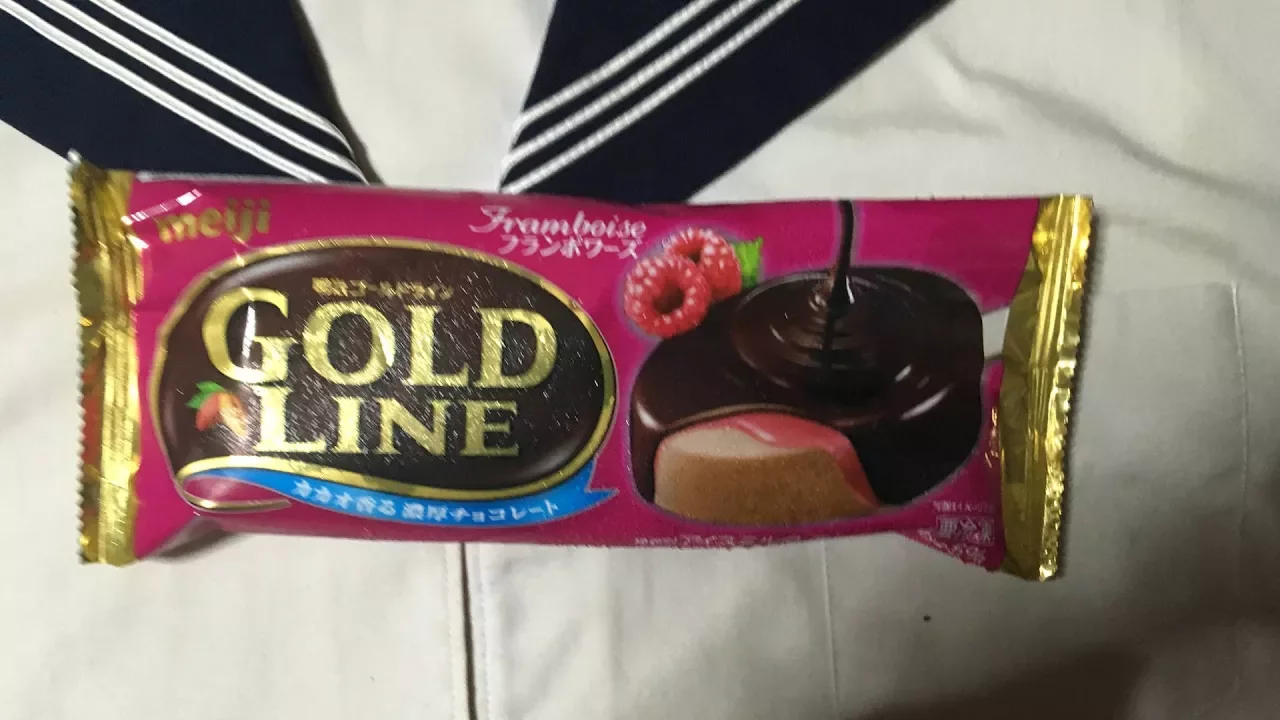 meiji
Framboise
フランボワーズ
明治ゴールドライン
GOLD
LINE
カカオ香る 濃厚チョコレート